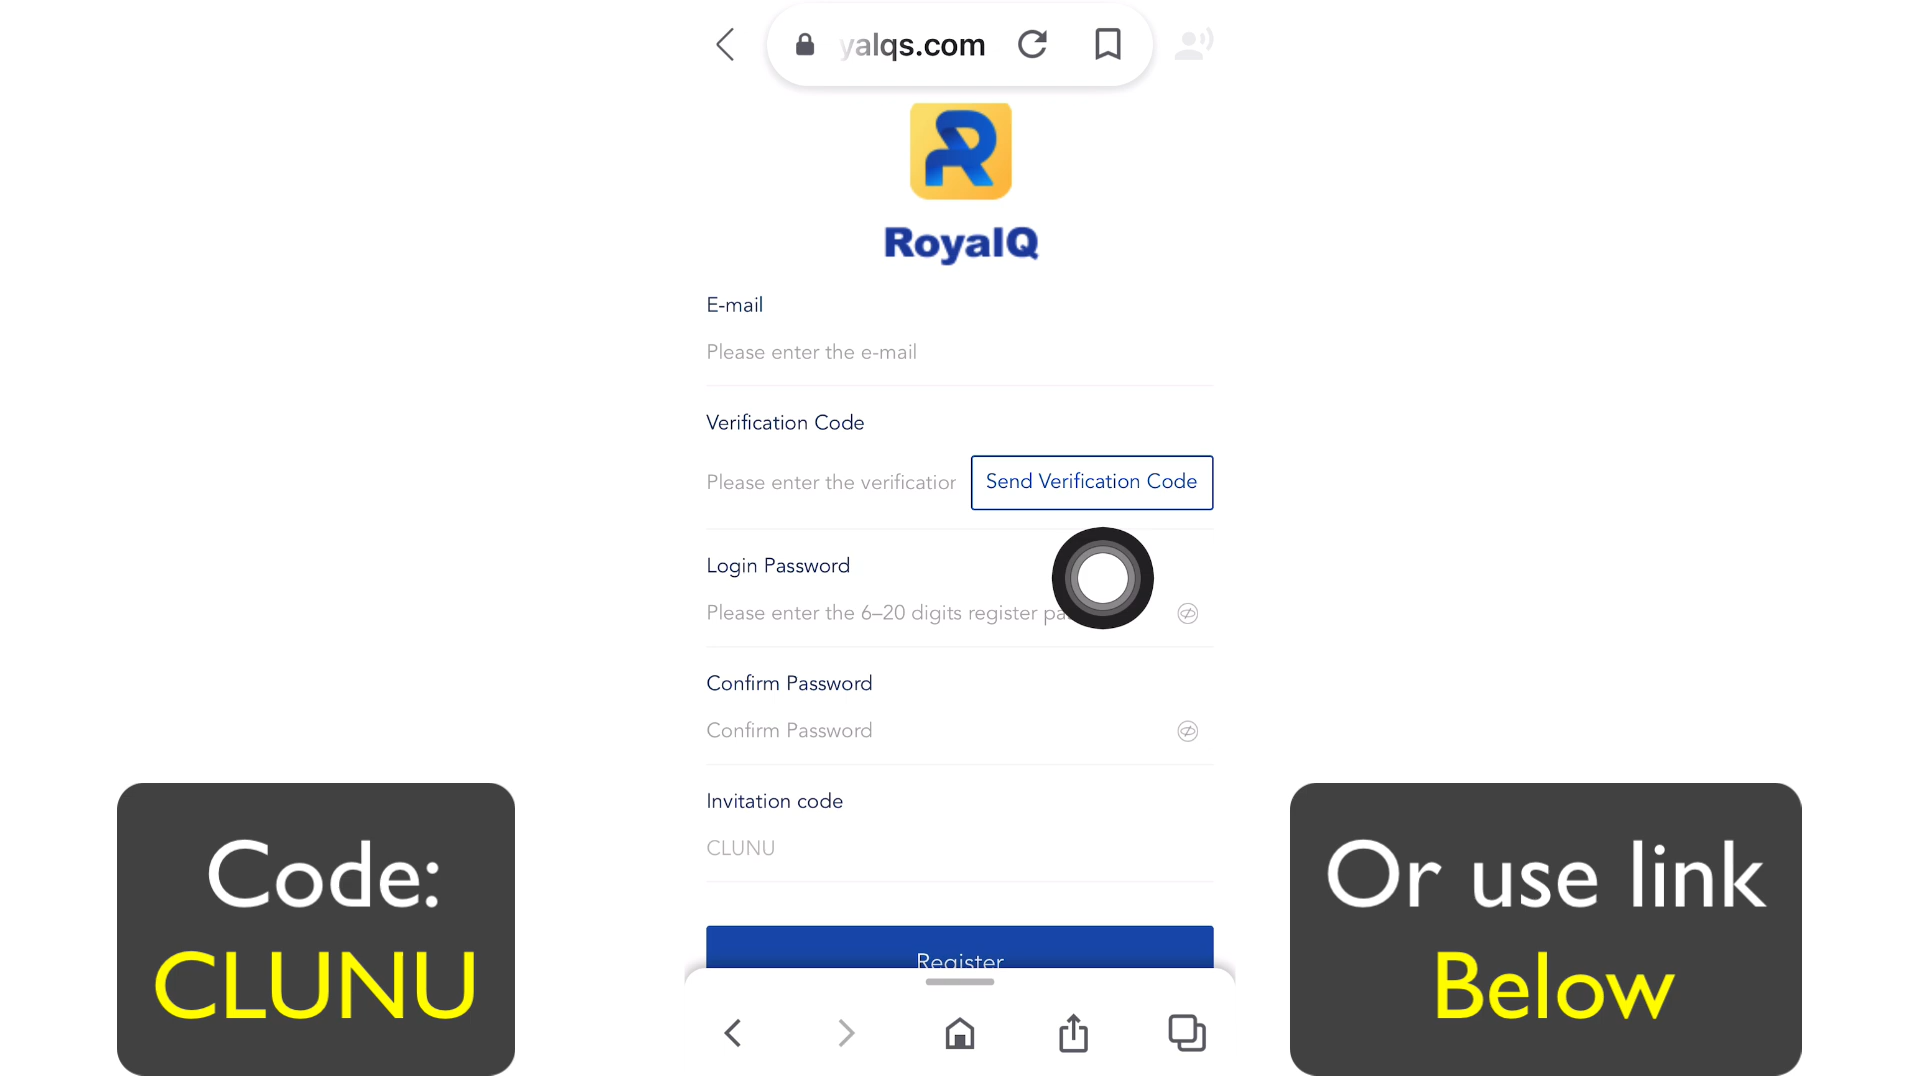 yalqs.com
RoyalQ
E-mail
Please enter the e-mail
Verification Code
Please enter the verification
Send Verification Code
Login Password
Please enter the 6–20 digits register pa
Confirm Password
Confirm Password
Invitation code
CLUNU
Register
Code:
CLUNU
Or use link
Below